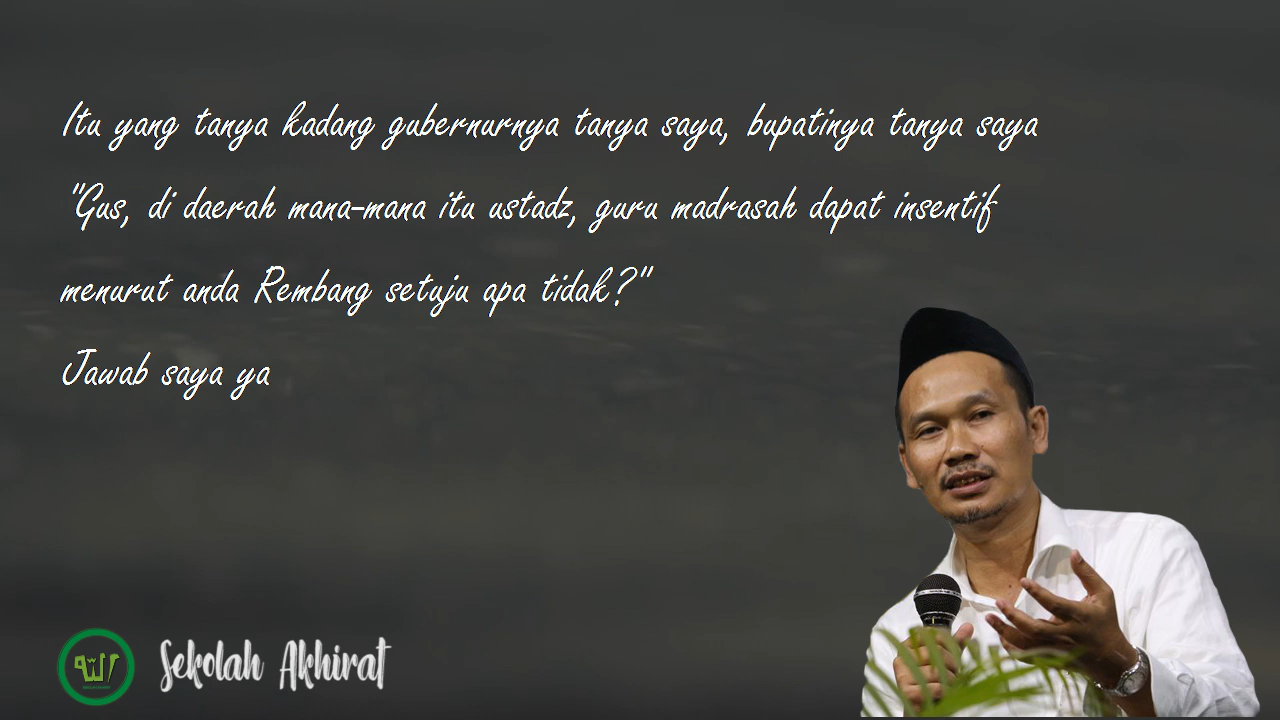 Itu yang tanya kadang gubernurnya tanya saya, bupatinya tanya saya
"Gus, di daerah mana-mana itu ustadz, guru madrasah dapat insentif
menurut anda Rembang setuju apa tidak?"
Jawab saya ya
Sekolah Akhirat